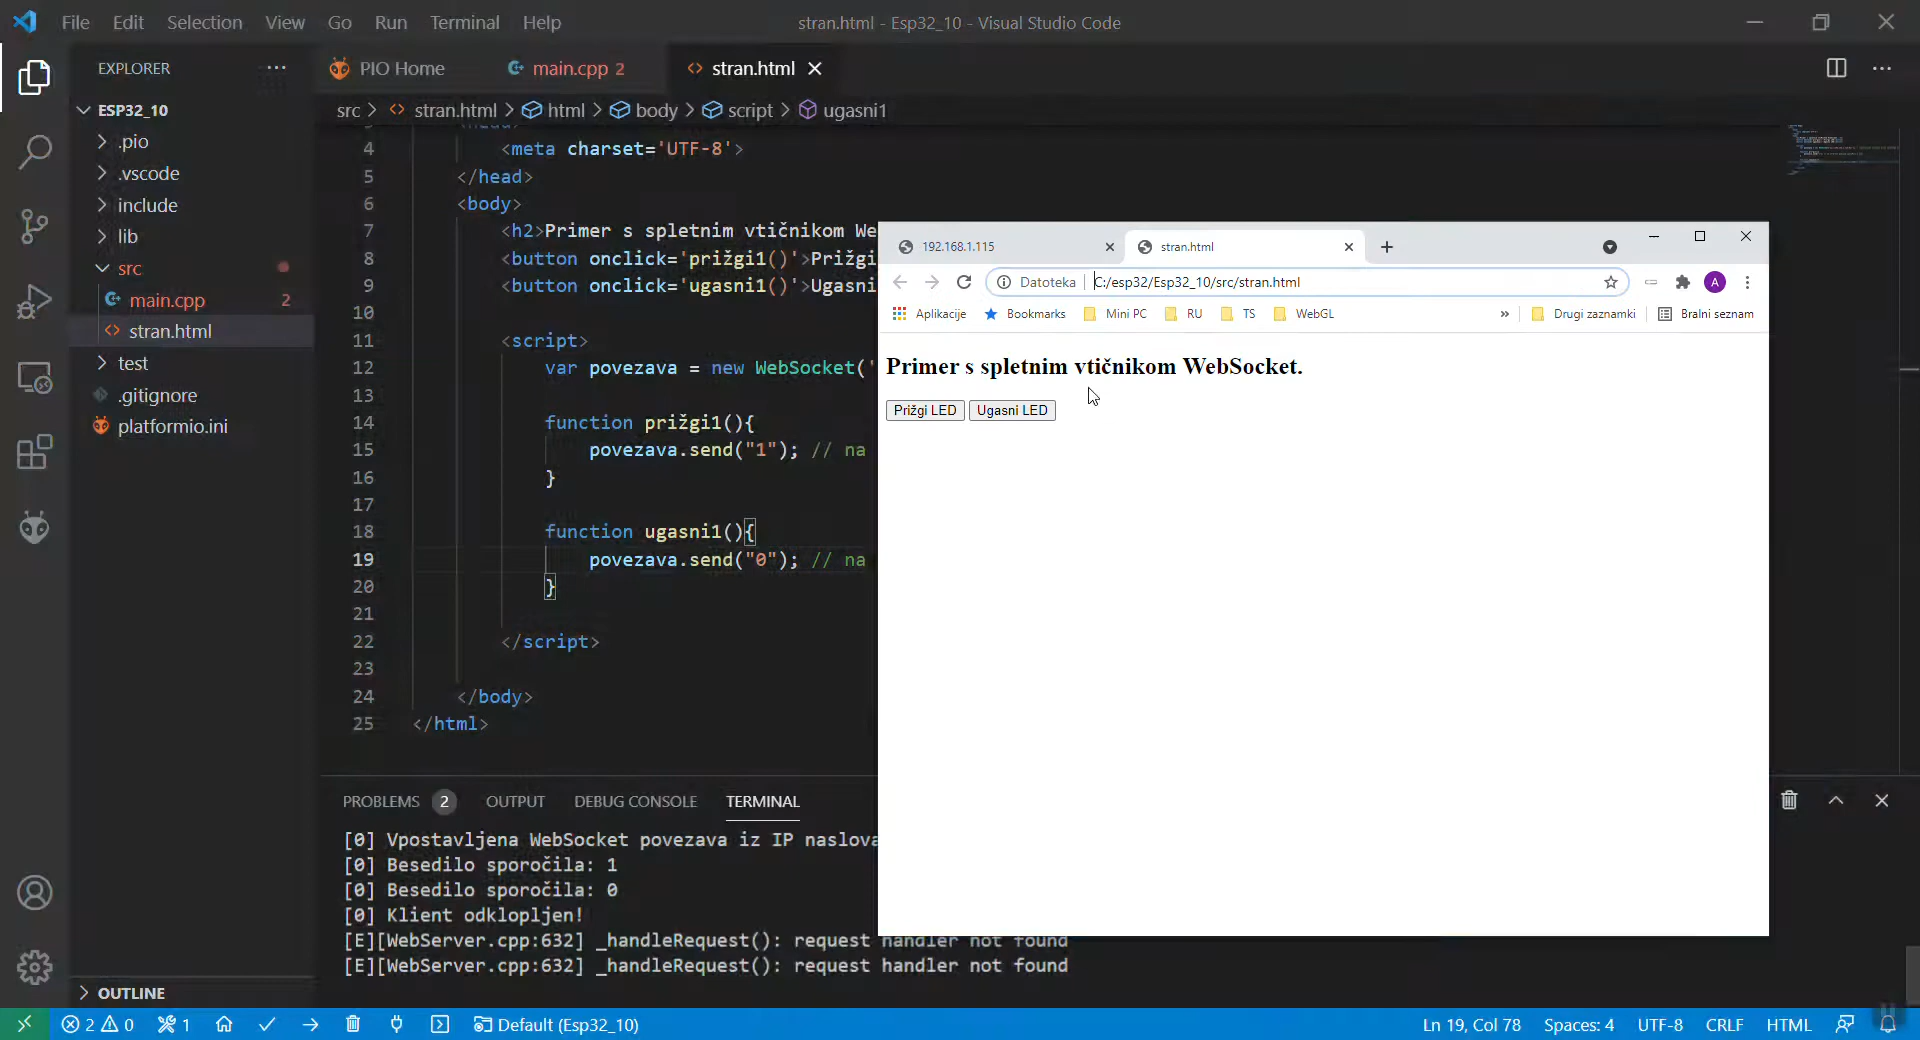 File Edit Selection View Go Run Terminal Help
stran.html - Esp32_10 - Visual Studio Code
EXPLORER
PIO Home
main.cpp 2
stran.html
ESP32_10
.pio
.vscode
include
lib
src
main.cpp 2
stran.html
test
.gitignore
platformio.ini
OUTLINE
src > stran.html > html > body > script > ugasni1
4 <meta charset='UTF-8'>
5 </head>
6 <body>
7 <h2>Primer s spletnim vtičnikom We
8 <button onclick='prižgi1()'>Prižgi
9 <button onclick='ugasni1()'>Ugasni
10
11 <script>
12 var povezava = new WebSocket('
13
14 function prižgi1(){
15 povezava.send("1"); // na
16 }
17
18 function ugasni1(){
19 povezava.send("0"); // na
20 }
21
22 </script>
23
24 </body>
25 </html>
192.168.1.115
stran.html
Datoteka | C:/esp32/Esp32_10/src/stran.html
A
Aplikacije Bookmarks Mini PC RU TS WebGL » Drugi zaznamki Bralni seznam
Primer s spletnim vtičnikom WebSocket.
Prižgi LED Ugasni LED
PROBLEMS 2 OUTPUT DEBUG CONSOLE TERMINAL
[0] Vpostavljena WebSocket povezava iz IP naslova
[0] Besedilo sporočila: 1
[0] Besedilo sporočila: 0
[0] Klient odklopljen!
[E][WebServer.cpp:632] _handleRequest(): request handler not found
[E][WebServer.cpp:632] _handleRequest(): request handler not found
2 0 1 Default (Esp32_10)
Ln 19, Col 78 Spaces: 4 UTF-8 CRLF HTML